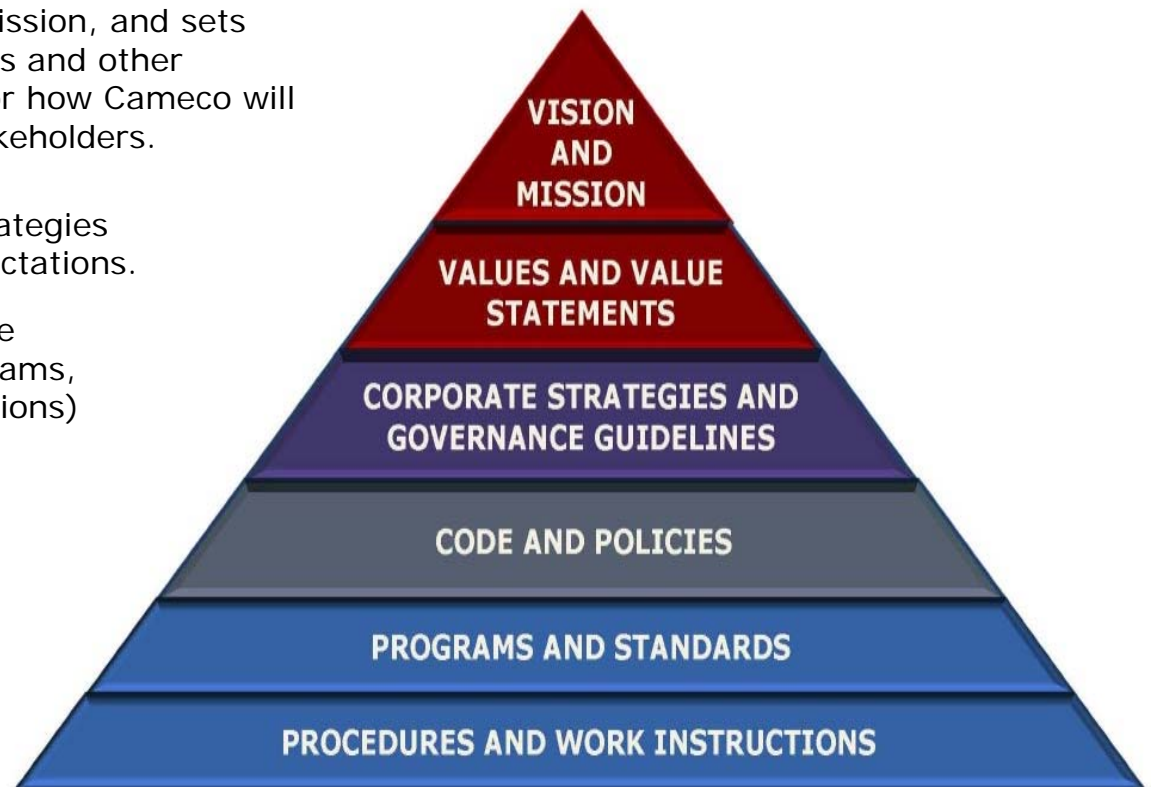 ission, and sets
s and other
r how Cameco will
keholders.
ategies
ctations.
e
ams,
ions)
VISION
AND
MISSION
VALUES AND VALUE
STATEMENTS
CORPORATE STRATEGIES AND
GOVERNANCE GUIDELINES
CODE AND POLICIES
PROGRAMS AND STANDARDS
PROCEDURES AND WORK INSTRUCTIONS